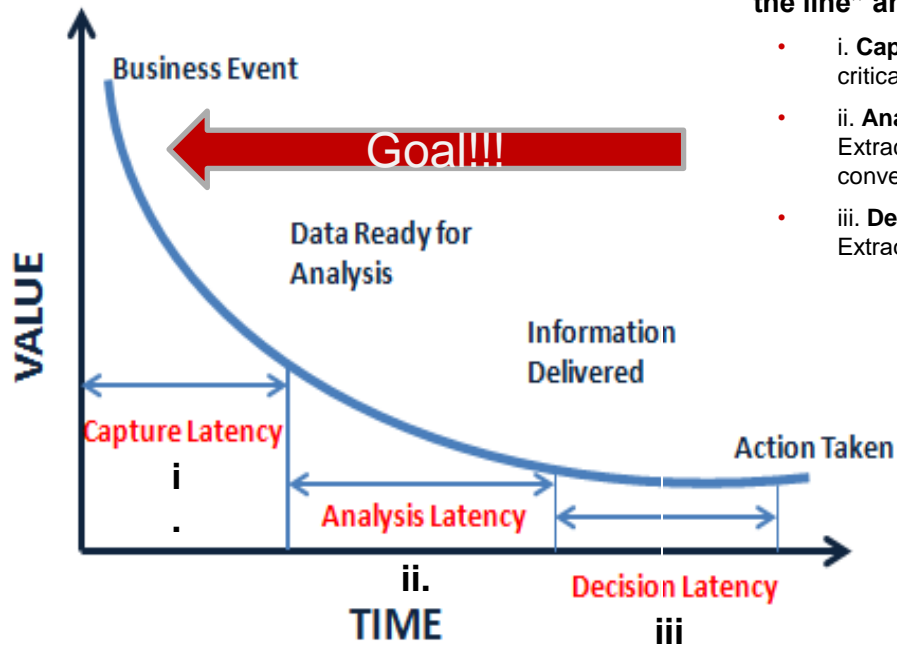 the line"
i. Cap
critica
ii. Ana
Extrac
conve
iii. De
Extrac
Business Event
Goal!!!
Data Ready for
Analysis
Information
Delivered
Action Taken
VALUE
Capture Latency
i
.
Analysis Latency
ii.
Decision Latency
iii
TIME